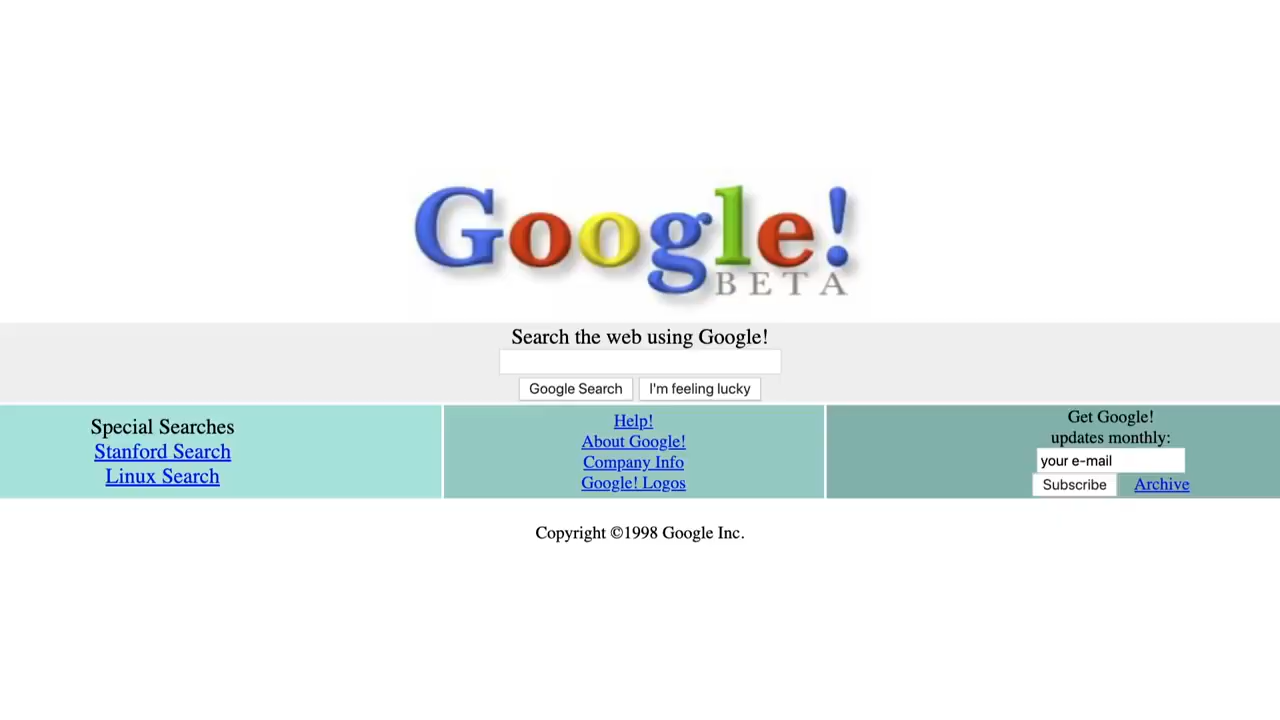 Google!
BETA
Search the web using Google!
Google Search I'm feeling lucky
Special Searches
Stanford Search
Linux Search
Help!
About Google!
Company Info
Google! Logos
Get Google!
updates monthly:
your e-mail
Subscribe Archive
Copyright ©1998 Google Inc.